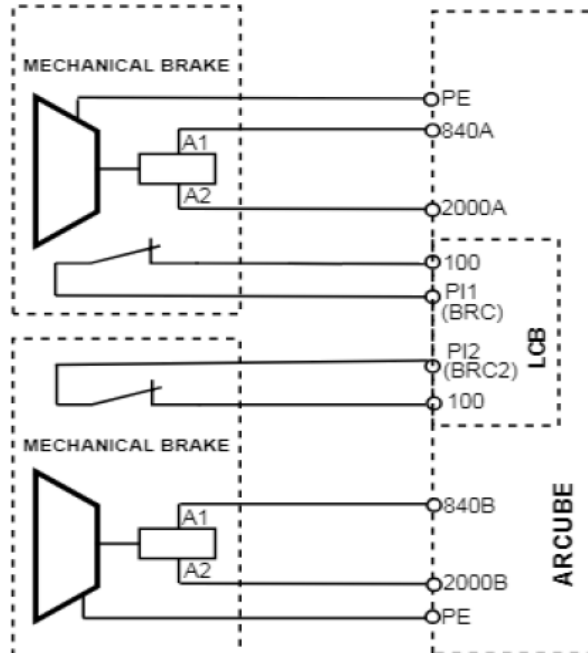 MECHANICAL BRAKE
PE
A1
840A
A2
2000A
100
PI1
(BRC)
LCB
PI2
(BRC2)
100
MECHANICAL BRAKE
A1
840B
ARCUBE
A2
2000B
PE